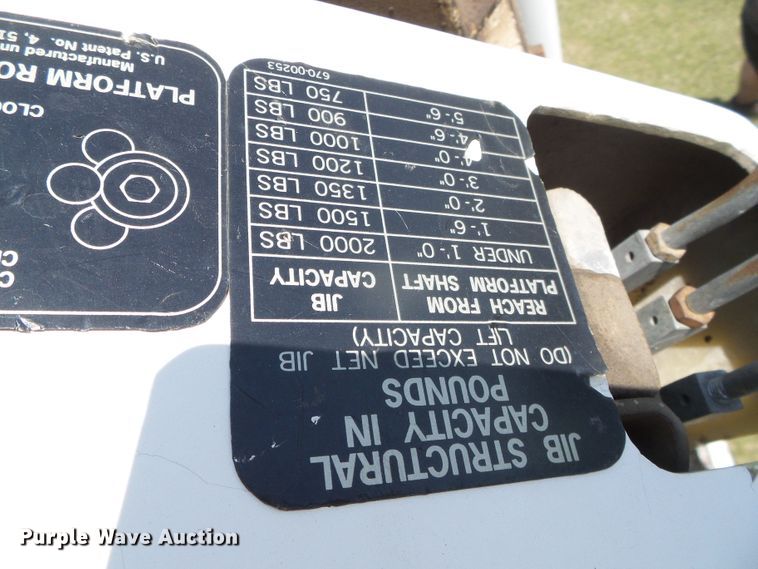 JIB STRUCTURAL
CAPACITY IN
POUNDS
(DO NOT EXCEED NET JIB
LIFT CAPACITY)
REACH FROM JIB
PLATFORM SHAFT CAPACITY
UNDER 1'-0" 2000 LBS
1'-6" 1500 LBS
2'-0" 1350 LBS
3'-0" 1200 LBS
4'-0" 1000 LBS
4'-6" 900 LBS
5'-6" 750 LBS
670-00253
PLATFORM RO
Manufactured un
U.S. Patent No. 4, 51
Purple Wave Auction